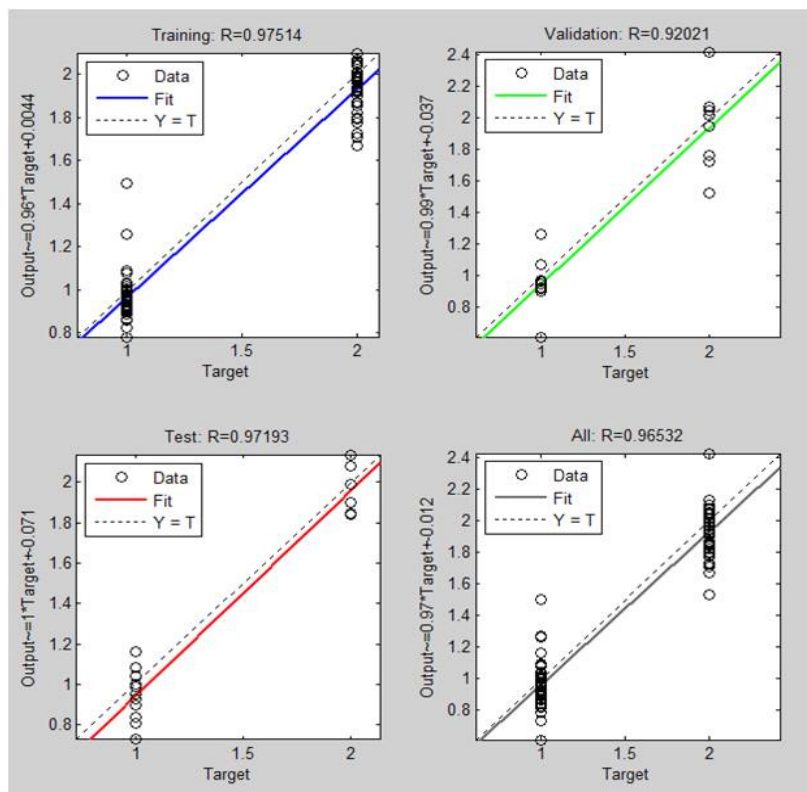 Training: R=0.97514
Output~=0.96*Target+0.0044
Data
Fit
Y = T
2
1.8
1.6
1.4
1.2
1
0.8
1
1.5
2
Target
Validation: R=0.92021
Output~=0.99*Target+-0.037
Data
Fit
Y = T
2.4
2.2
2
1.8
1.6
1.4
1.2
1
0.8
1
2
Target
Test: R=0.97193
Output~=1*Target+-0.071
Data
Fit
Y = T
2
1.8
1.6
1.4
1.2
1
0.8
1
1.5
2
Target
All: R=0.96532
Output~=0.97*Target+-0.012
Data
Fit
Y = T
2.4
2.2
2
1.8
1.6
1.4
1.2
1
0.8
1
2
Target